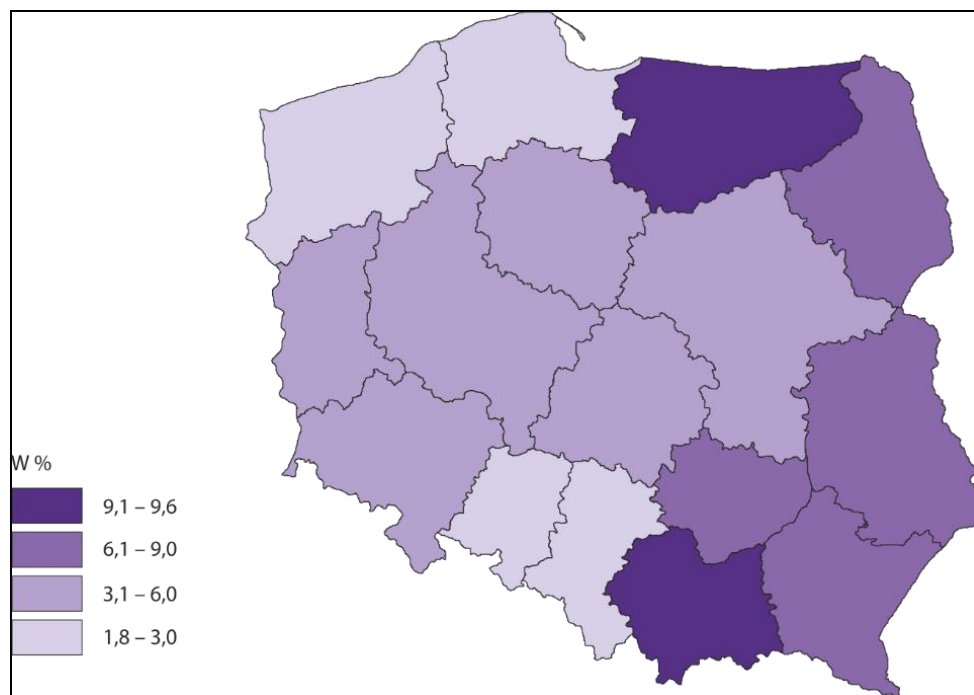 W %
9,1 – 9,6
6,1 – 9,0
3,1 – 6,0
1,8 – 3,0